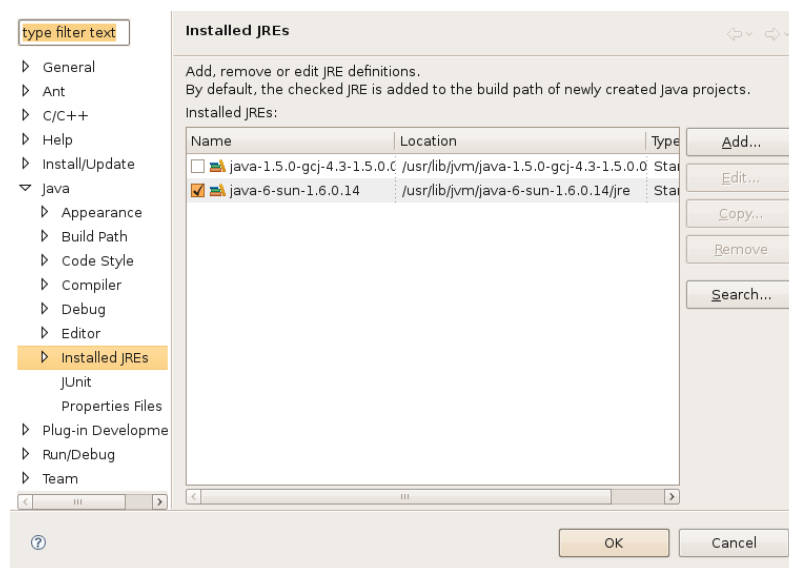 type filter text
Installed JREs
General
Ant
C/C++
Help
Install/Update
Java
Appearance
Build Path
Code Style
Compiler
Debug
Editor
Installed JREs
JUnit
Properties Files
Plug-in Developme
Run/Debug
Team
Add, remove or edit JRE definitions.
By default, the checked JRE is added to the build path of newly created Java projects.
Installed JREs:
Name Location Type
java-1.5.0-gcj-4.3-1.5.0.0 /usr/lib/jvm/java-1.5.0-gcj-4.3-1.5.0.0 Star
java-6-sun-1.6.0.14 /usr/lib/jvm/java-6-sun-1.6.0.14/jre Star
Add...
Edit...
Copy...
Remove
Search...
OK Cancel